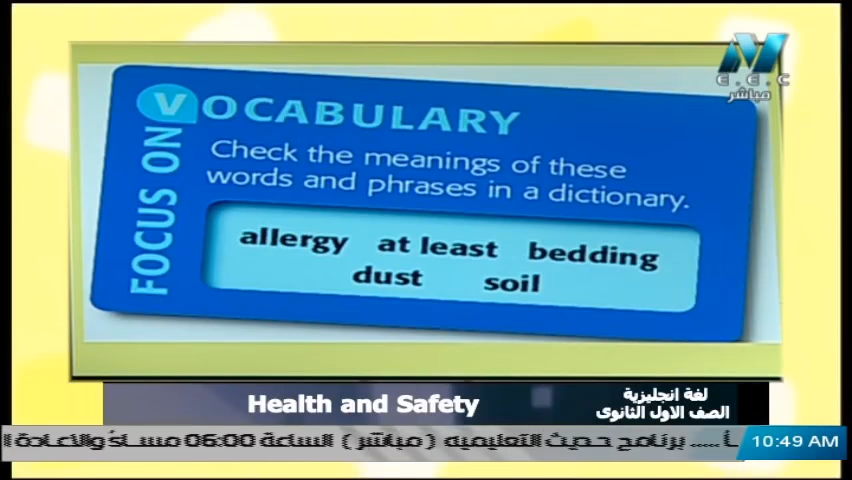 E.E.C
مباشر
FOCUS ON
VOCABULARY
Check the meanings of these
words and phrases in a dictionary.
allergy at least bedding
dust soil
Health and Safety
لغة انجليزية
الصف الاول الثانوى
..... برنامج حديث التعليميه ( مباشر ) الساعة 06:00 مساءً والاعادة
10:49 AM